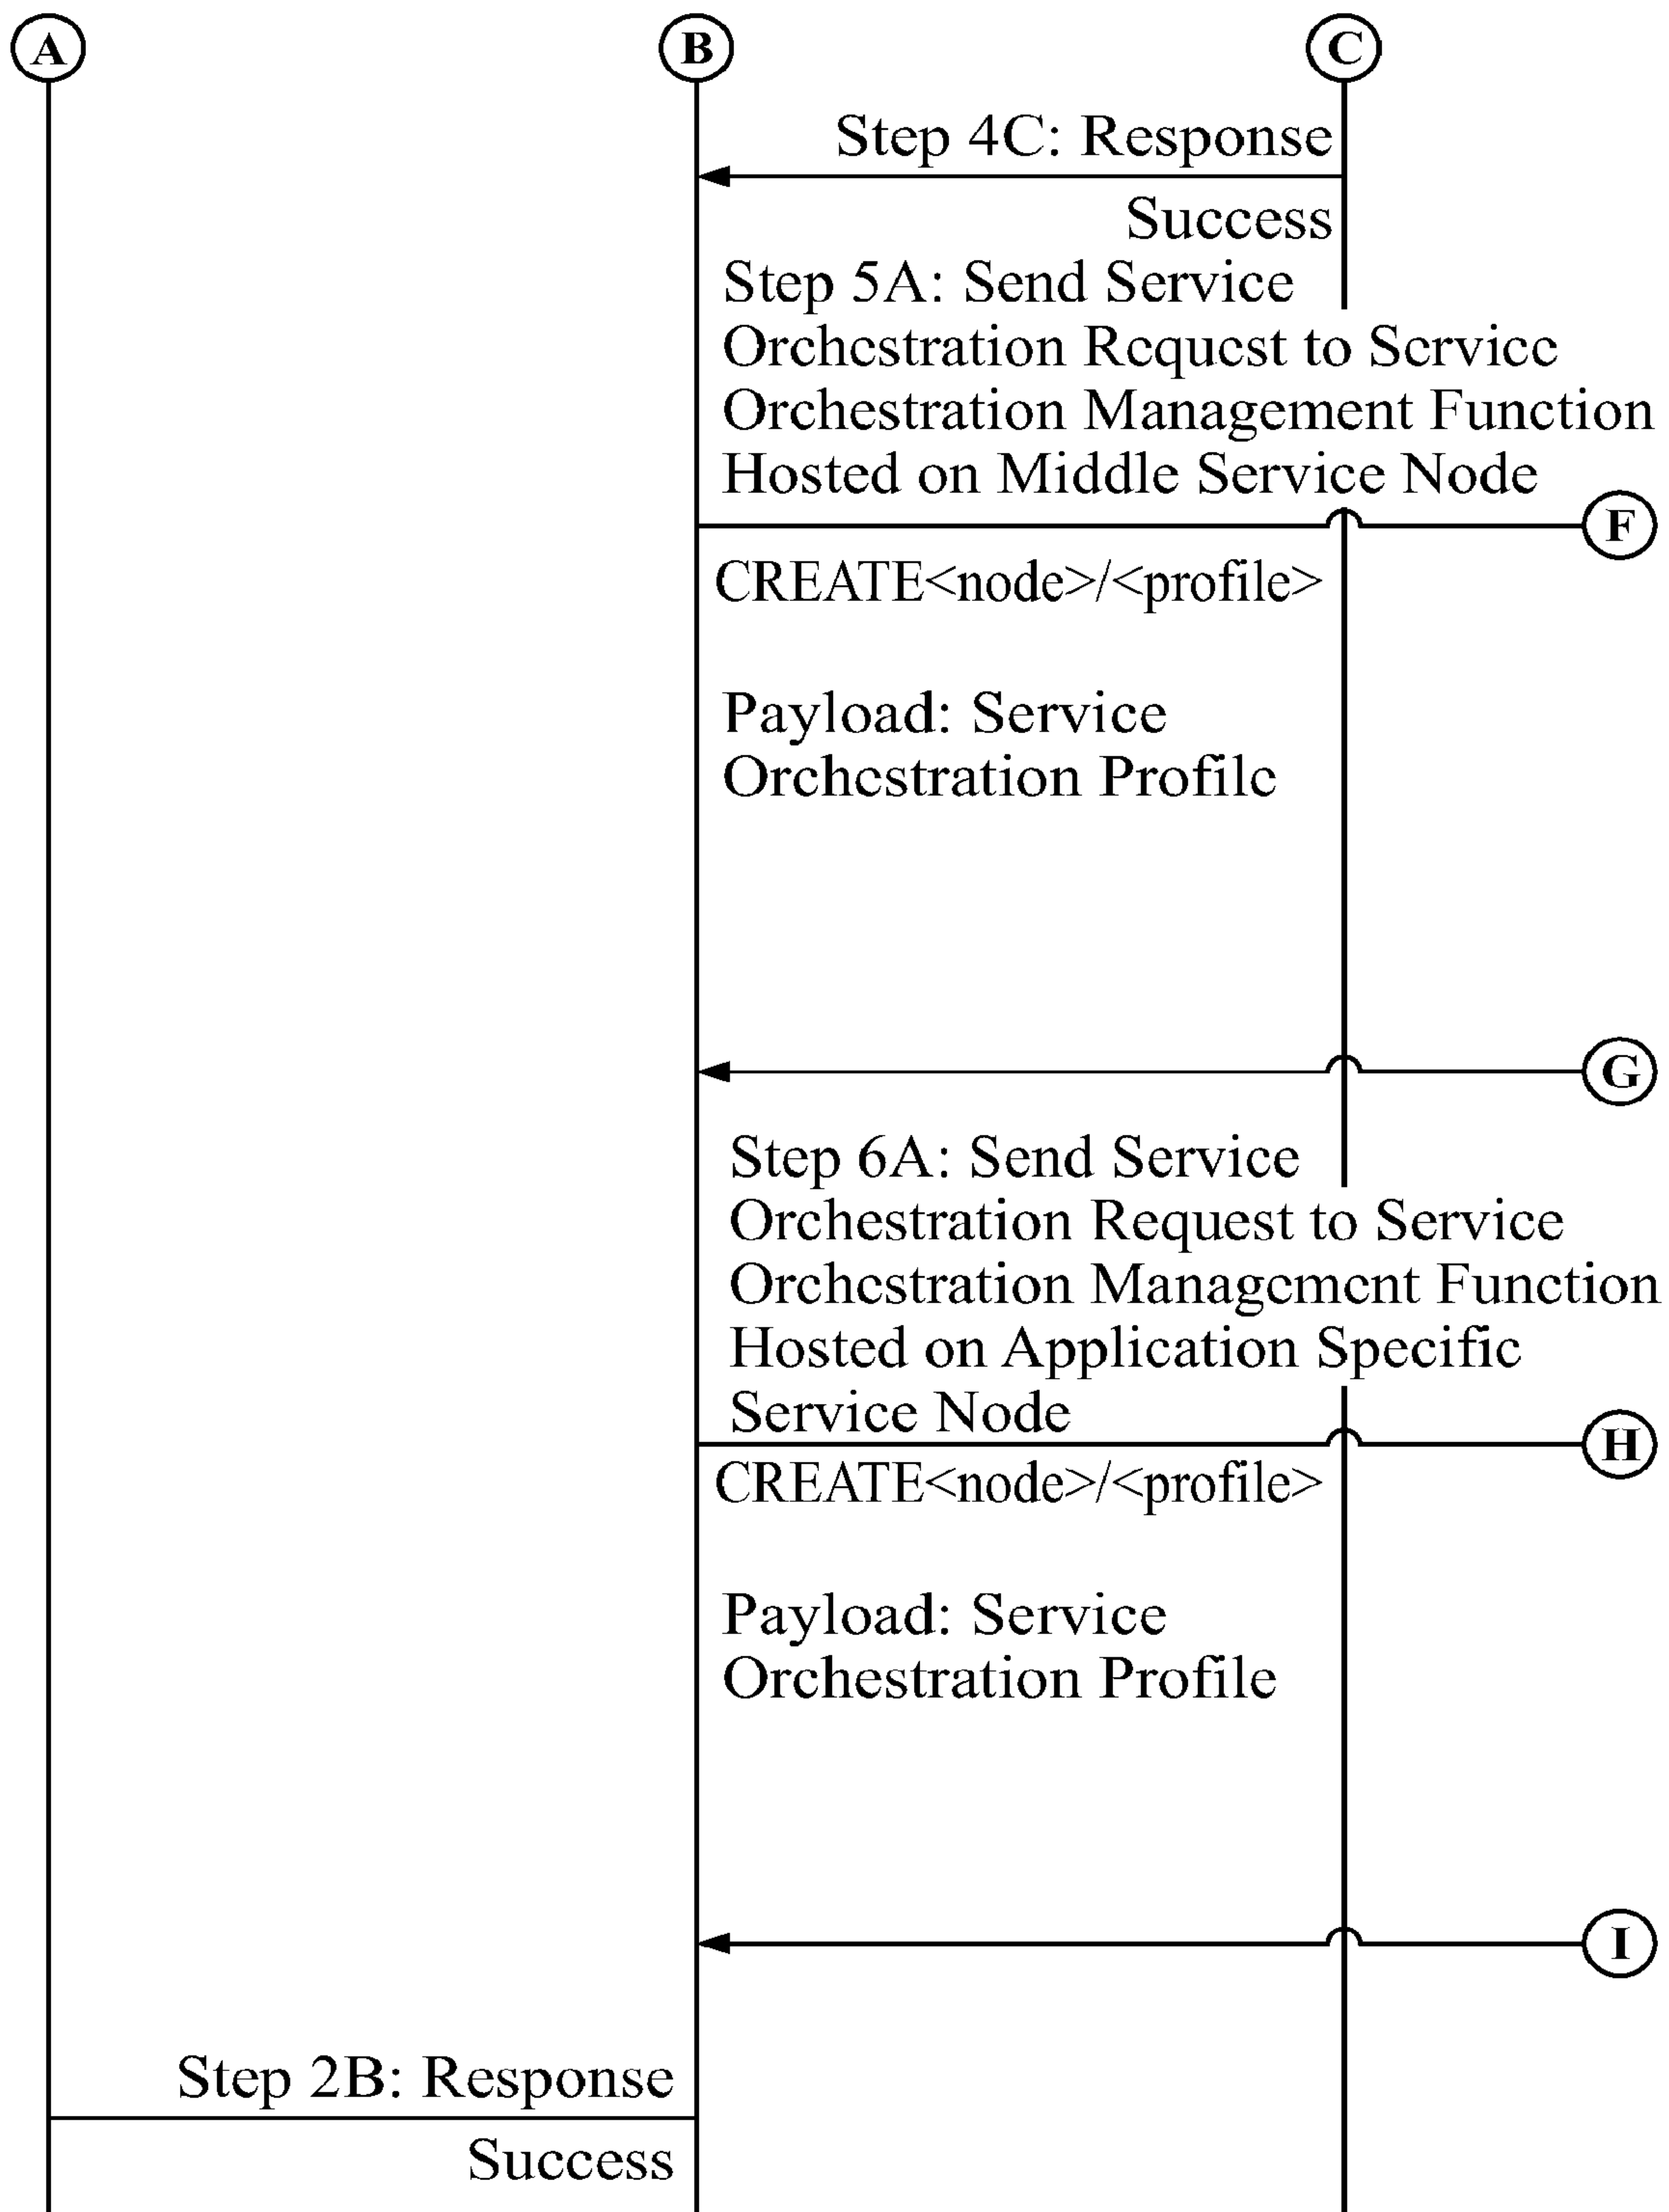 A
B
C
Step 4C: Response
Success
Step 5A: Send Service
Orchestration Request to Service
Orchestration Management Function
Hosted on Middle Service Node
F
CREATE<node>/<profile>
Payload: Service
Orchestration Profile
G
Step 6A: Send Service
Orchestration Request to Service
Orchestration Management Function
Hosted on Application Specific
Service Node
H
CREATE<node>/<profile>
Payload: Service
Orchestration Profile
I
Step 2B: Response
Success